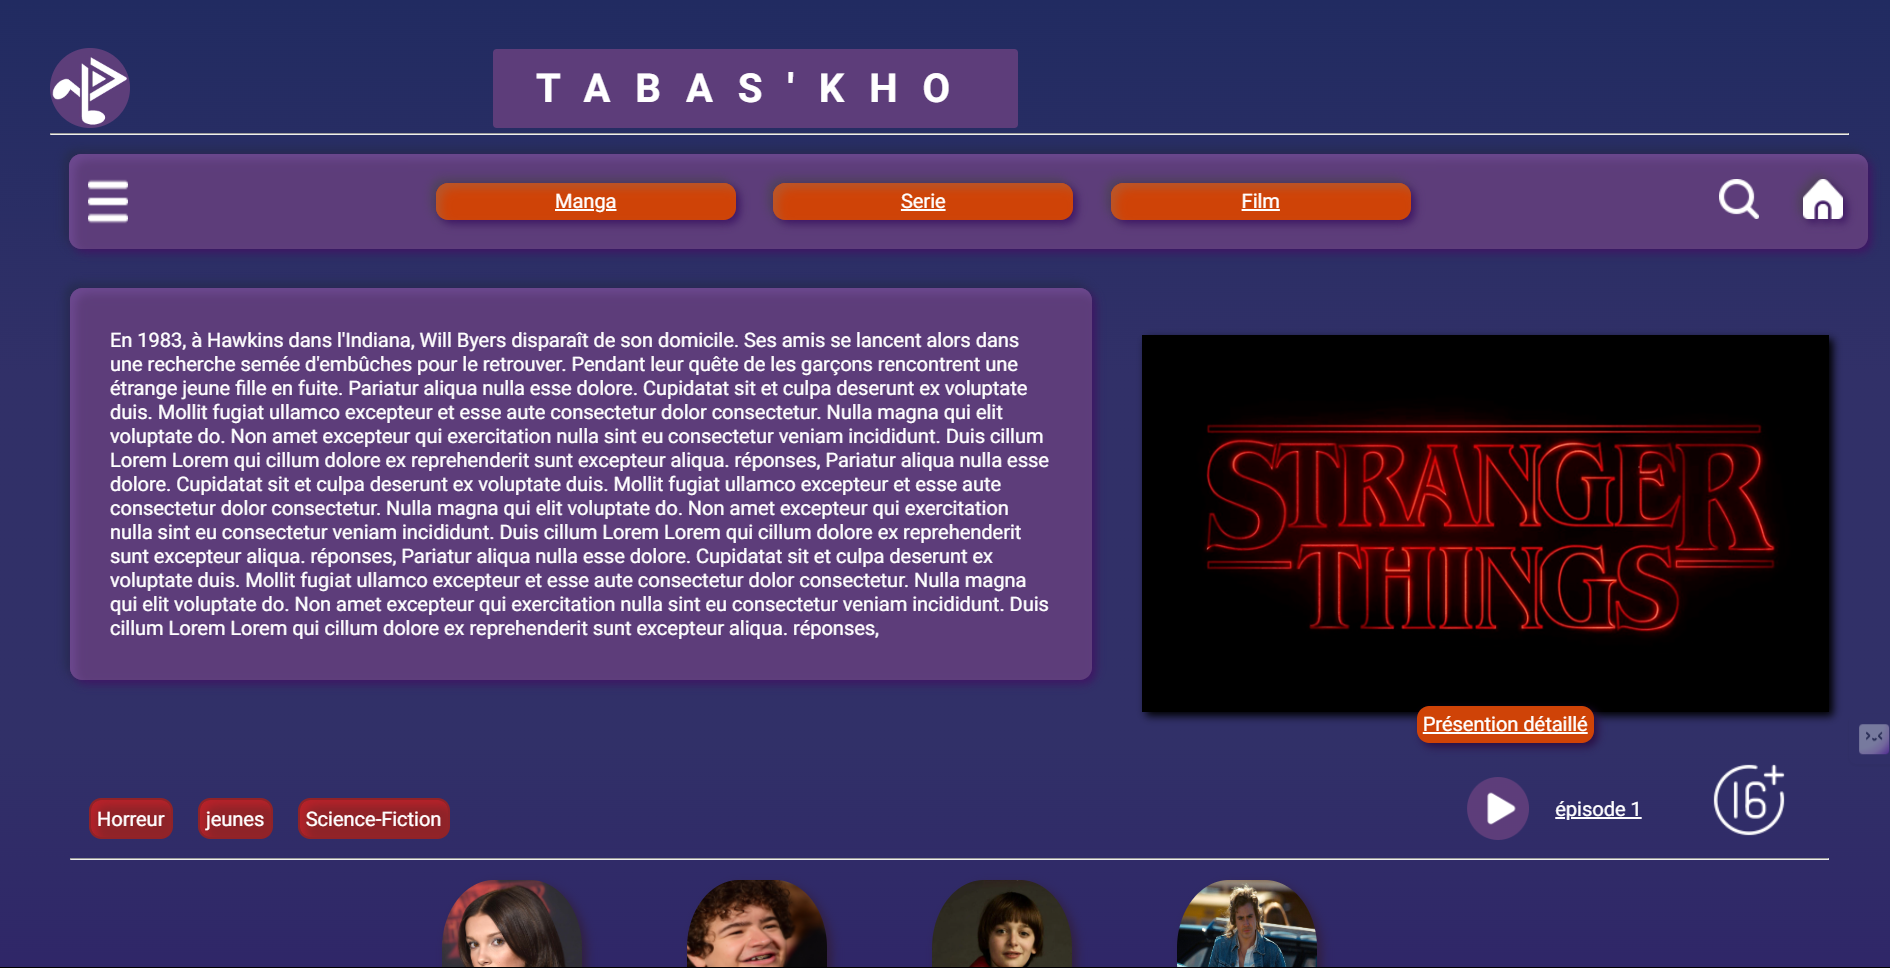 TABAS'KHO
Manga
Serie
Film
En 1983, à Hawkins dans l'Indiana, Will Byers disparaît de son domicile. Ses amis se lancent alors dans
une recherche semée d'embûches pour le retrouver. Pendant leur quête de les garçons rencontrent une
étrange jeune fille en fuite. Pariatur aliqua nulla esse dolore. Cupidatat sit et culpa deserunt ex voluptate
duis. Mollit fugiat ullamco excepteur et esse aute consectetur dolor consectetur. Nulla magna qui elit
voluptate do. Non amet excepteur qui exercitation nulla sint eu consectetur veniam incididunt. Duis cillum
Lorem Lorem qui cillum dolore ex reprehenderit sunt excepteur aliqua. réponses, Pariatur aliqua nulla esse
dolore. Cupidatat sit et culpa deserunt ex voluptate duis. Mollit fugiat ullamco excepteur et esse aute
consectetur dolor consectetur. Nulla magna qui elit voluptate do. Non amet excepteur qui exercitation
nulla sint eu consectetur veniam incididunt. Duis cillum Lorem Lorem qui cillum dolore ex reprehenderit
sunt excepteur aliqua. réponses, Pariatur aliqua nulla esse dolore. Cupidatat sit et culpa deserunt ex
voluptate duis. Mollit fugiat ullamco excepteur et esse aute consectetur dolor consectetur. Nulla magna
qui elit voluptate do. Non amet excepteur qui exercitation nulla sint eu consectetur veniam incididunt. Duis
cillum Lorem Lorem qui cillum dolore ex reprehenderit sunt excepteur aliqua. réponses,
STRANGER
THINGS
Présention détaillé
Horreur
jeunes
Science-Fiction
épisode 1
16+